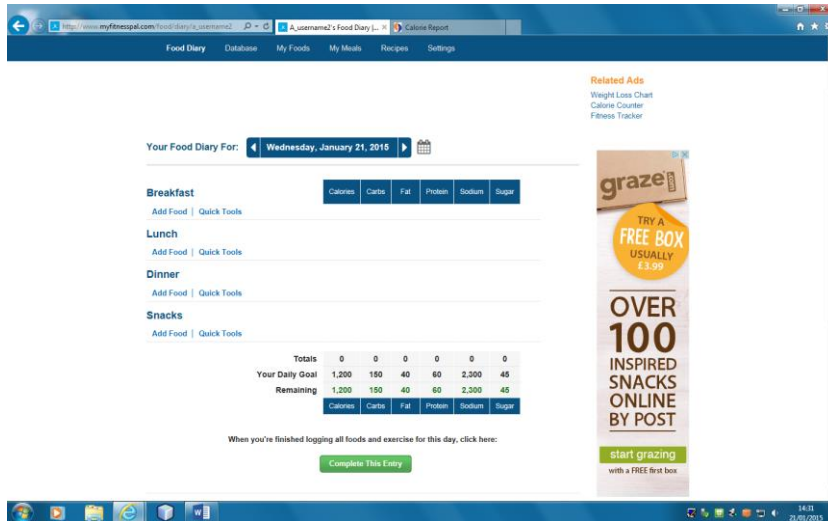 http://www.myfitnesspal.com/food/diary/a_username2
A_username2's Food Diary |...
Calorie Report
Food Diary Database My Foods My Meals Recipes Settings
Related Ads
Weight Loss Chart
Calorie Counter
Fitness Tracker
Your Food Diary For: Wednesday, January 21, 2015
Breakfast Calories Carbs Fat Protein Sodium Sugar
Add Food | Quick Tools
Lunch
Add Food | Quick Tools
Dinner
Add Food | Quick Tools
Snacks
Add Food | Quick Tools
Totals 0 0 0 0 0 0
Your Daily Goal 1,200 150 40 60 2,300 45
Remaining 1,200 150 40 60 2,300 45
Calories Carbs Fat Protein Sodium Sugar
When you're finished logging all foods and exercise for this day, click here:
Complete This Entry
graze
TRY A
FREE BOX
USUALLY
£3.99
OVER
100
INSPIRED
SNACKS
ONLINE
BY POST
start grazing
with a FREE first box
14:31
21/01/2015